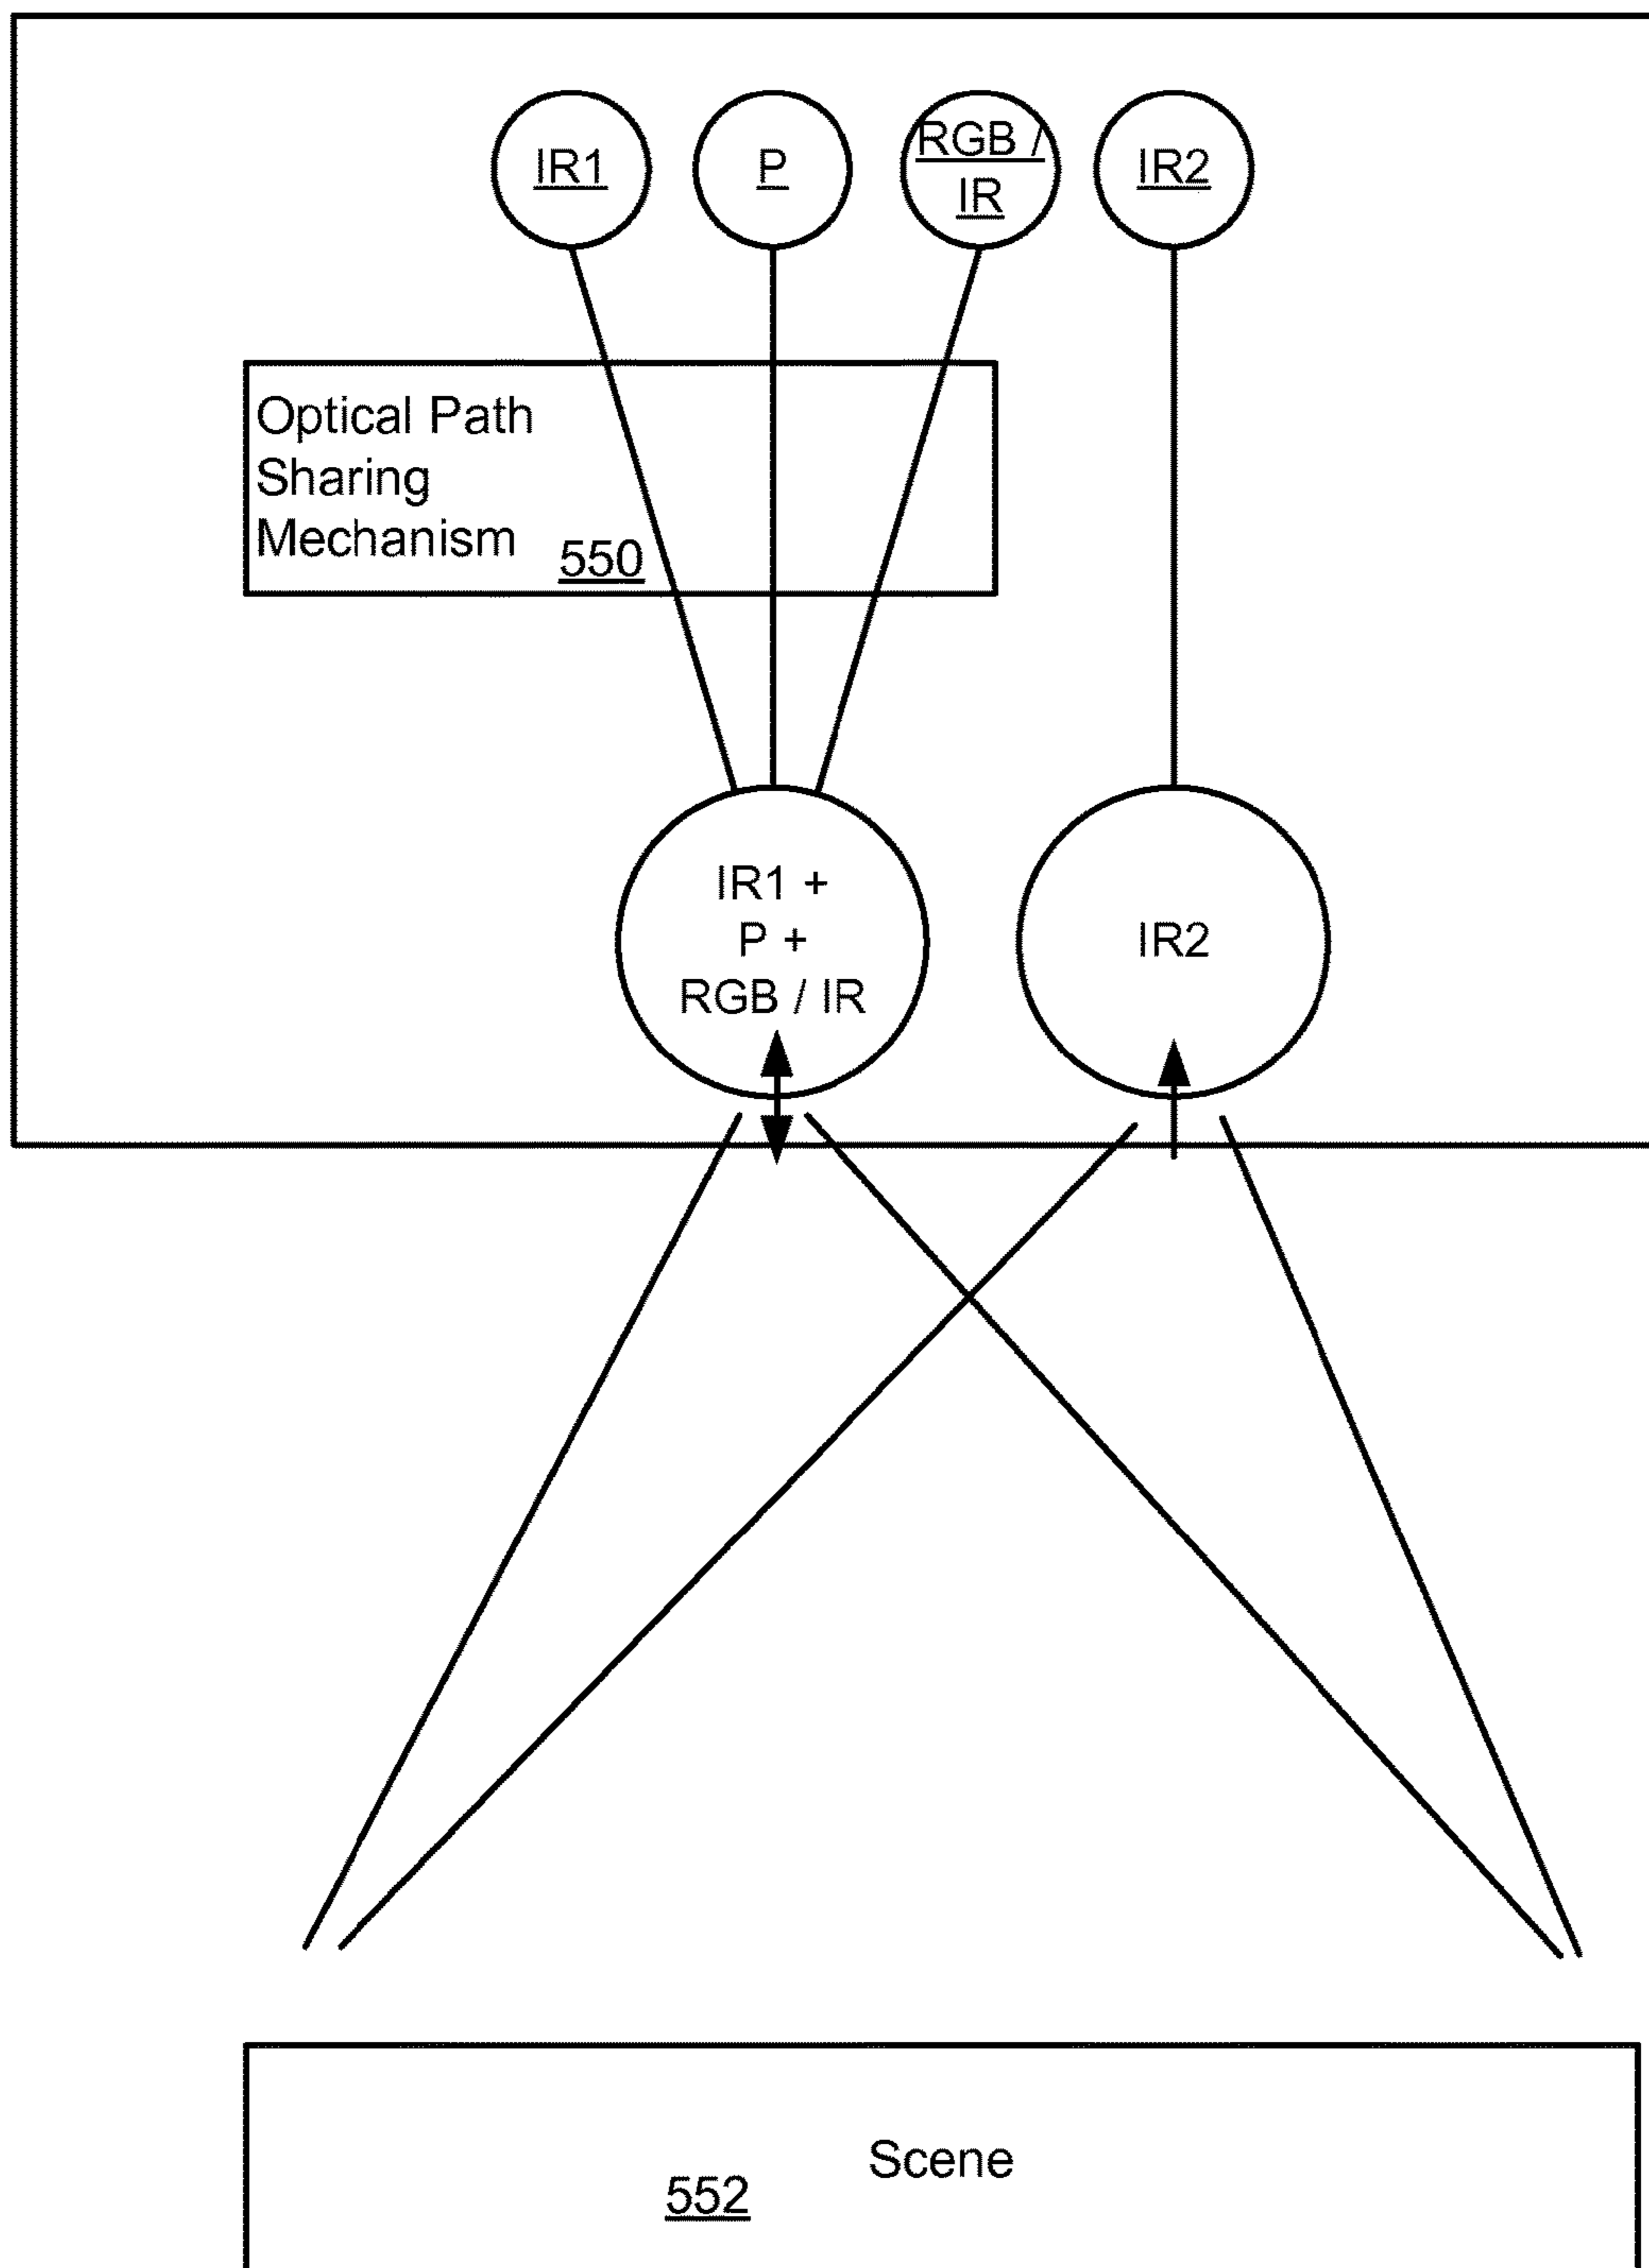 IR1
P
RGB /
IR
IR2
Optical Path
Sharing
Mechanism 550
IR1 +
P +
RGB / IR
IR2
Scene
552